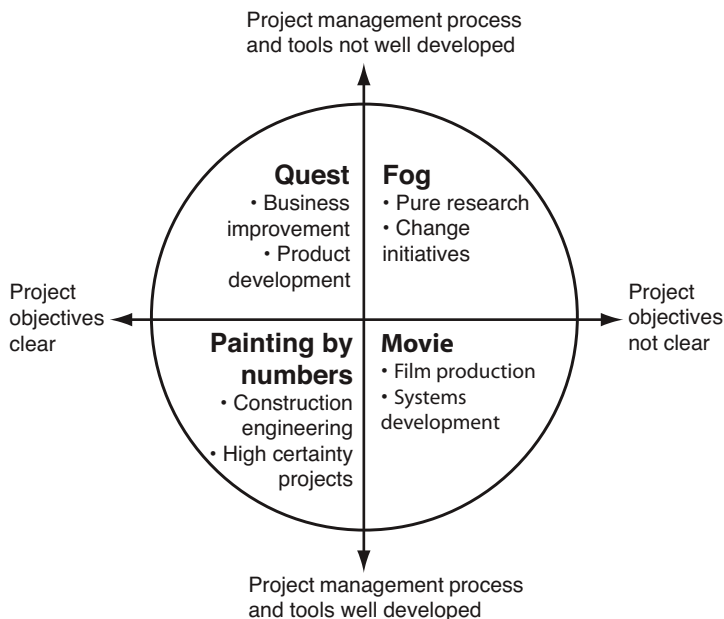 Project management process
and tools not well developed
Quest
• Business
improvement
• Product
development
Fog
• Pure research
• Change
initiatives
Project
objectives
clear
Project
objectives
not clear
Painting by
numbers
• Construction
engineering
• High certainty
projects
Movie
• Film production
• Systems
development
Project management process
and tools well developed